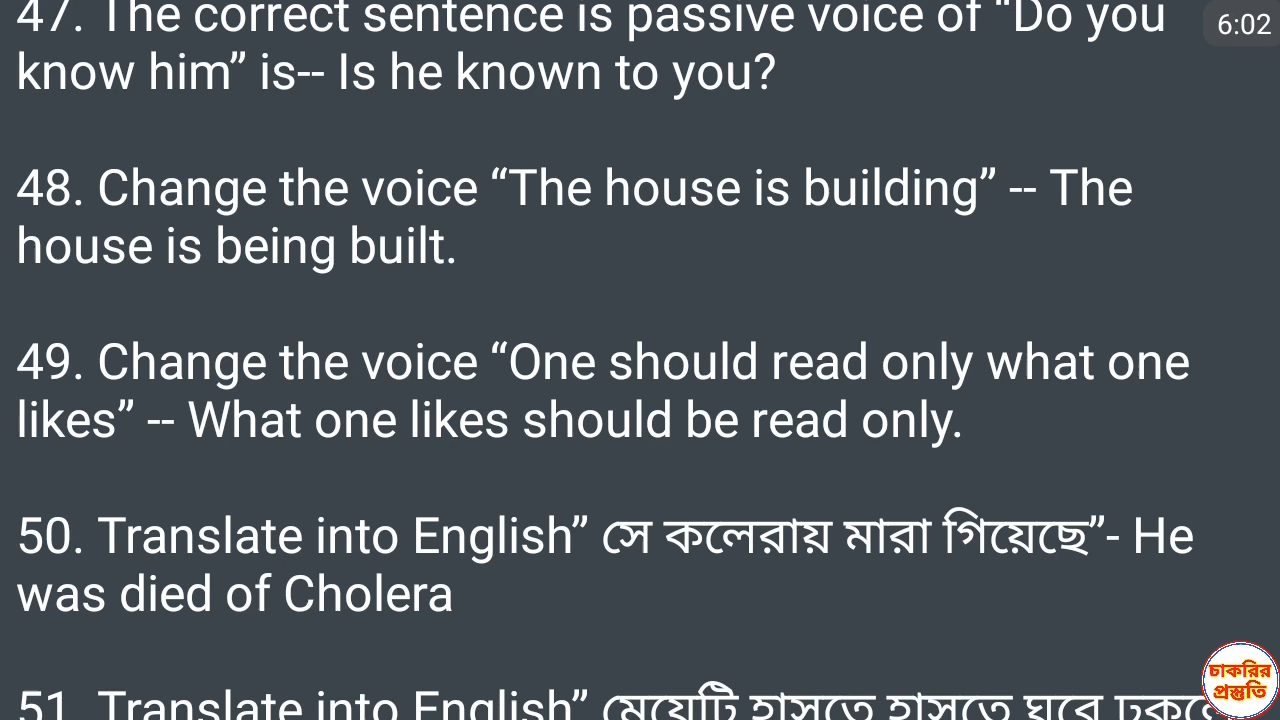 47. The correct sentence is passive voice of “Do you
6:02
know him” is-- Is he known to you?
48. Change the voice “The house is building” -- The
house is being built.
49. Change the voice “One should read only what one
likes” -- What one likes should be read only.
50. Translate into English” সে কলেরায় মারা গিয়েছে”- He
was died of Cholera
51. Translate into English” মেয়েটি হাসতে হাসতে ঘরে ঢুকলে
চাকরির
প্রস্তুতি